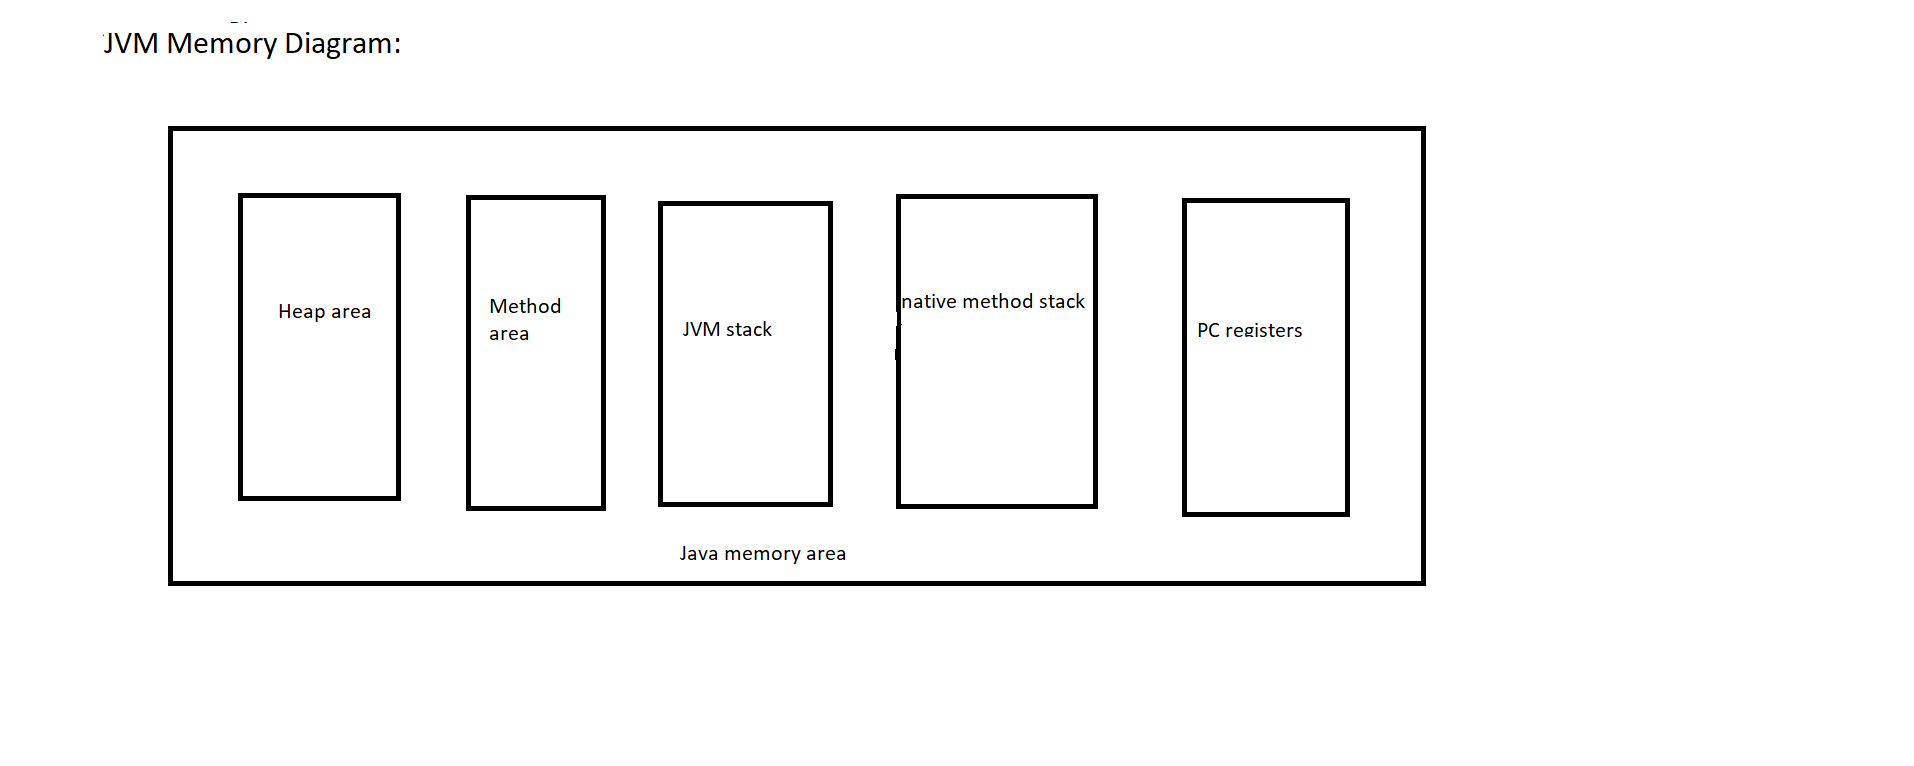 JVM Memory Diagram:
Heap area
Method
area
JVM stack
native method stack
PC registers
Java memory area